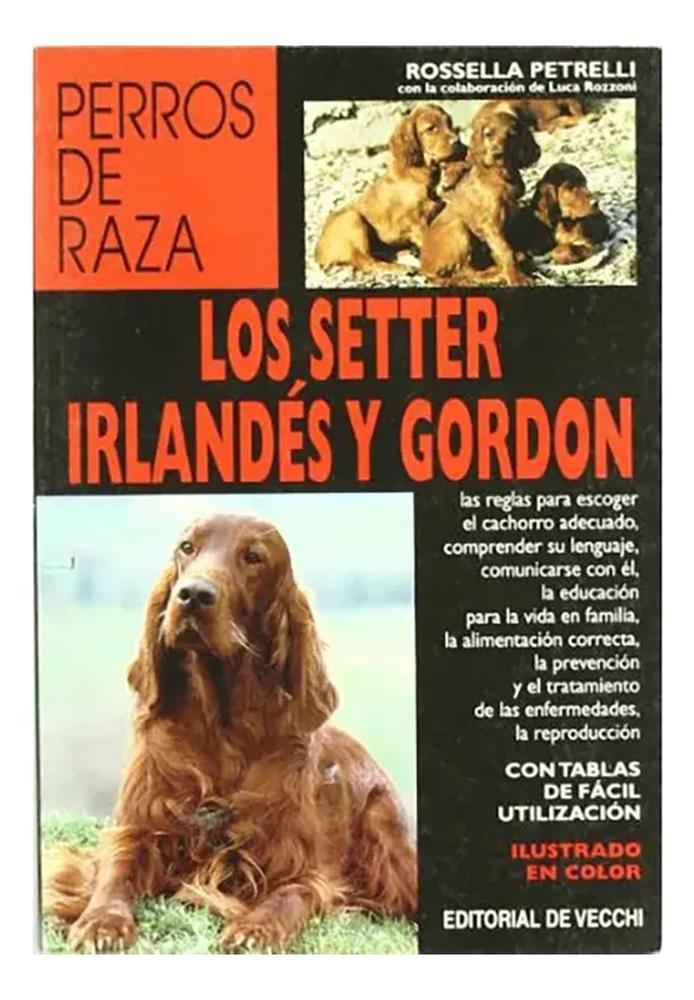 PERROS
DE
RAZA
ROSSELLA PETRELLI
con la colaboración de Luca Rozzoni
LOS SETTER
IRLANDÉS Y GORDON
las reglas para escoger
el cachorro adecuado,
comprender su lenguaje,
comunicarse con él,
la educación
para la vida en familia,
la alimentación correcta,
la prevención
y el tratamiento
de las enfermedades,
la reproducción
CON TABLAS
DE FÁCIL
UTILIZACIÓN
ILUSTRADO
EN COLOR
EDITORIAL DE VECCHI